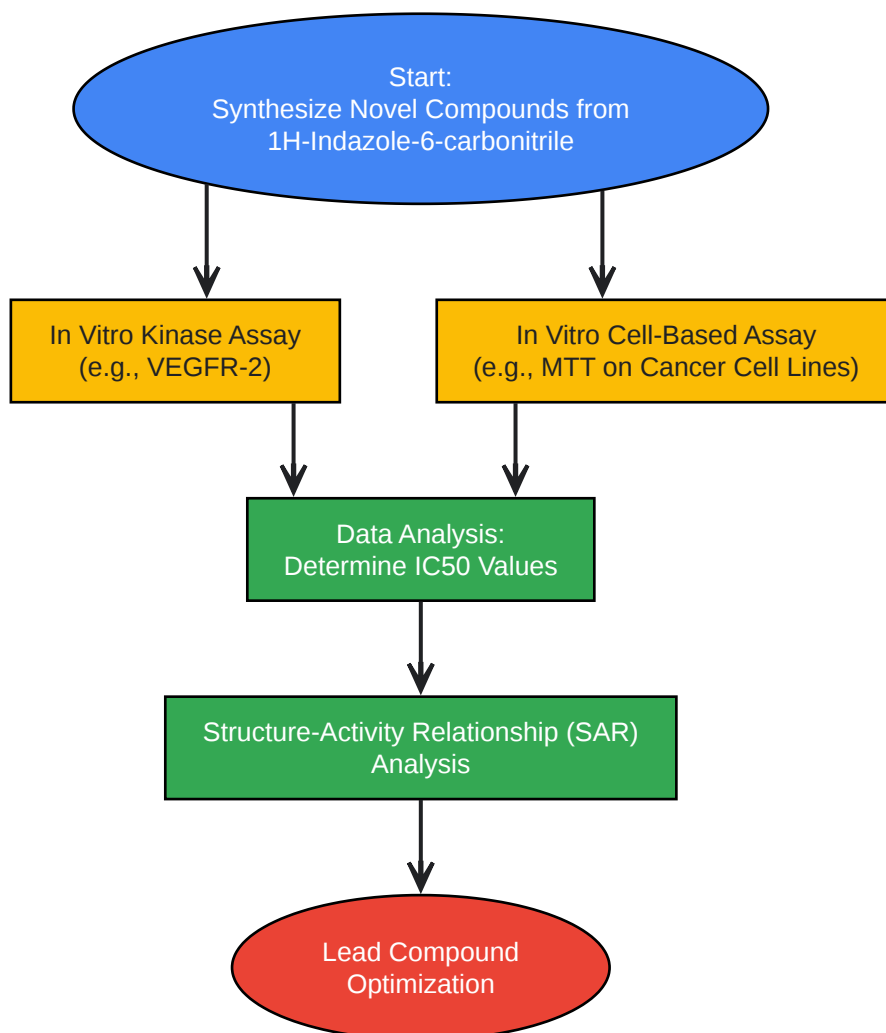 Start:
Synthesize Novel Compounds from
1H-Indazole-6-carbonitrile
In Vitro Kinase Assay
(e.g., VEGFR-2)
In Vitro Cell-Based Assay
(e.g., MTT on Cancer Cell Lines)
Data Analysis:
Determine IC50 Values
Structure-Activity Relationship (SAR)
Analysis
Lead Compound
Optimization